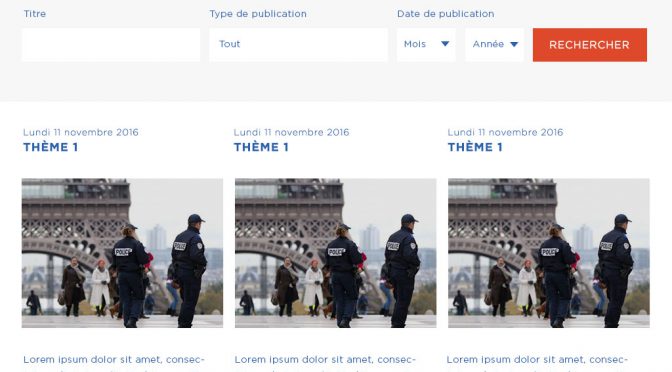 Titre
Type de publication
Date de publication
Tout
Mois
Année
RECHERCHER
Lundi 11 novembre 2016
THÈME 1
POLICE
POLICE
Lorem ipsum dolor sit amet, consec-
Lundi 11 novembre 2016
THÈME 1
POLICE
POLICE
Lorem ipsum dolor sit amet, consec-
Lundi 11 novembre 2016
THÈME 1
POLICE
POLICE
Lorem ipsum dolor sit amet, consec-